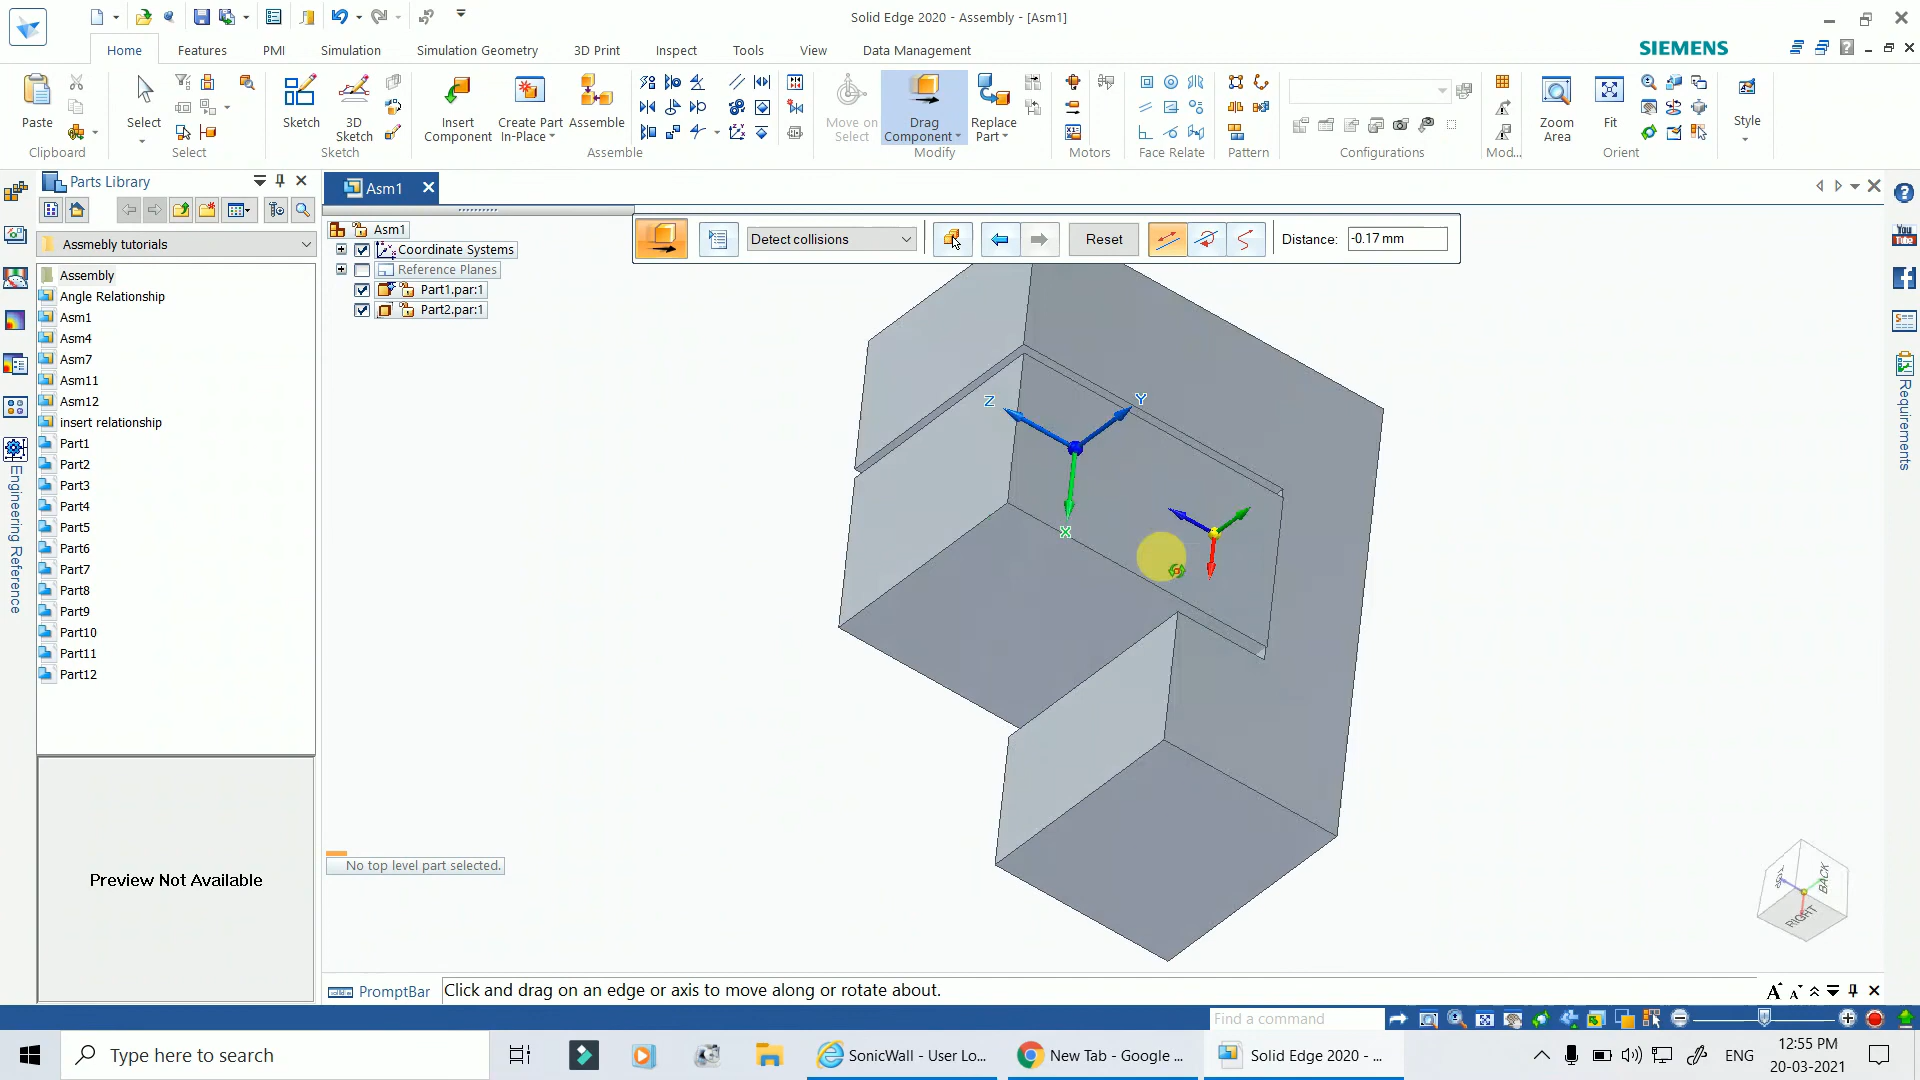 Solid Edge 2020 - Assembly - [Asm1]
Home
Features
PMI
Simulation
Simulation Geometry
3D Print
Inspect
Tools
View
Data Management
SIEMENS
Paste
Clipboard
Select
Select
Sketch
3D Sketch
Sketch
Insert Component
Create Part In-Place
Assemble
Assemble
Move on Select
Drag Component
Replace Part
Modify
Motors
Face Relate
Pattern
Configurations
Mod...
Zoom Area
Fit
Orient
Style
Parts Library
Asm1
Assmebly tutorials
Assembly
Angle Relationship
Asm1
Asm4
Asm7
Asm11
Asm12
insert relationship
Part1
Part2
Part3
Part4
Part5
Part6
Part7
Part8
Part9
Part10
Part11
Part12
Preview Not Available
Engineering Reference
Asm1
Coordinate Systems
Reference Planes
Part1.par:1
Part2.par:1
Detect collisions
Reset
Distance:
-0.17 mm
Z
Y
X
You
Tube
Requirements
No top level part selected.
BACK
RIGHT
PromptBar
Click and drag on an edge or axis to move along or rotate about.
Find a command
Type here to search
SonicWall - User Lo...
New Tab - Google ...
Solid Edge 2020 - ...
ENG
12:55 PM
20-03-2021